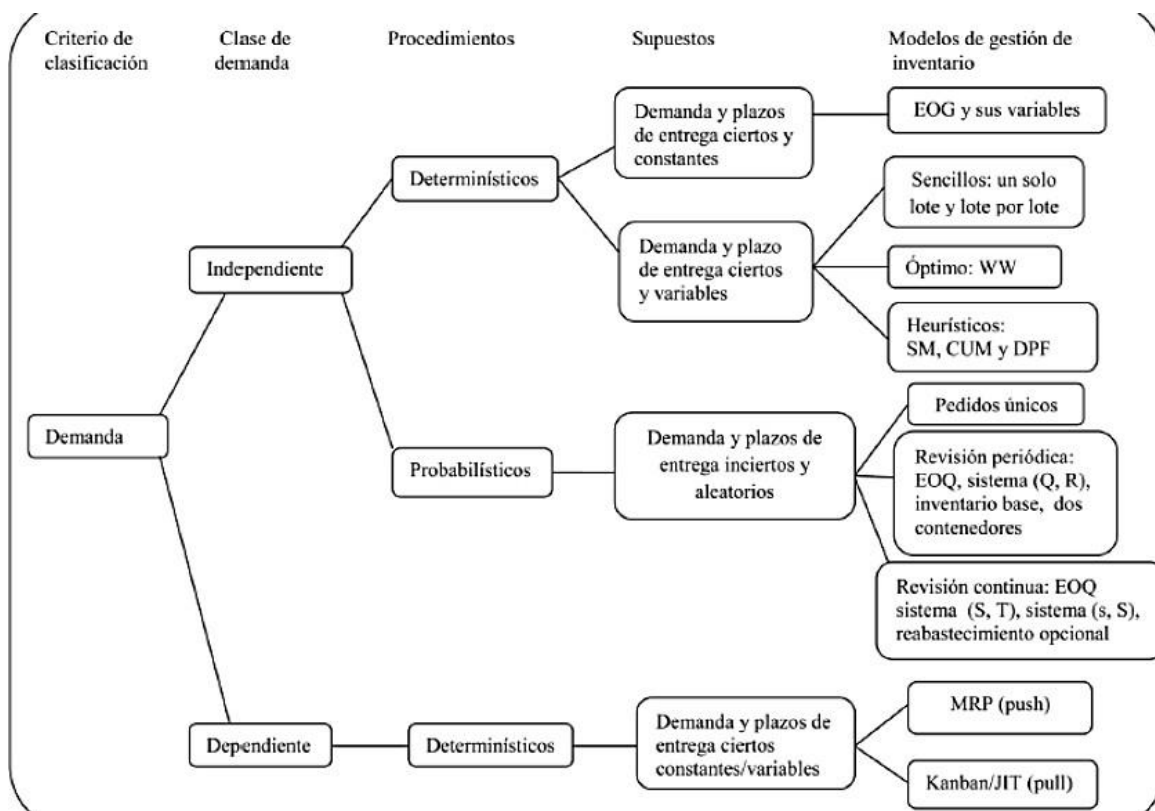 Criterio de
clasificación
Clase de
demanda
Procedimientos
Supuestos
Modelos de gestión de
inventario
Demanda y plazos
de entrega ciertos y
constantes
EOG y sus variables
Determinísticos
Sencillos: un solo
lote y lote por lote
Independiente
Demanda y plazo
de entrega ciertos
y variables
Óptimo: WW
Heurísticos:
SM, CUM y DPF
Demanda
Probabilísticos
Demanda y plazos de
entrega inciertos y
alcatorios
Pedidos únicos
Revisión periódica:
EOQ, sistema (Q, R),
inventario base, dos
contenedores
Revisión continua: EOQ
sistema (S, T), sistema (s, S),
reabastecimiento opcional
Dependiente
Determinísticos
Demanda y plazos de
entrega ciertos
constantes/variables
MRP (push)
Kanban/JIT (pull)